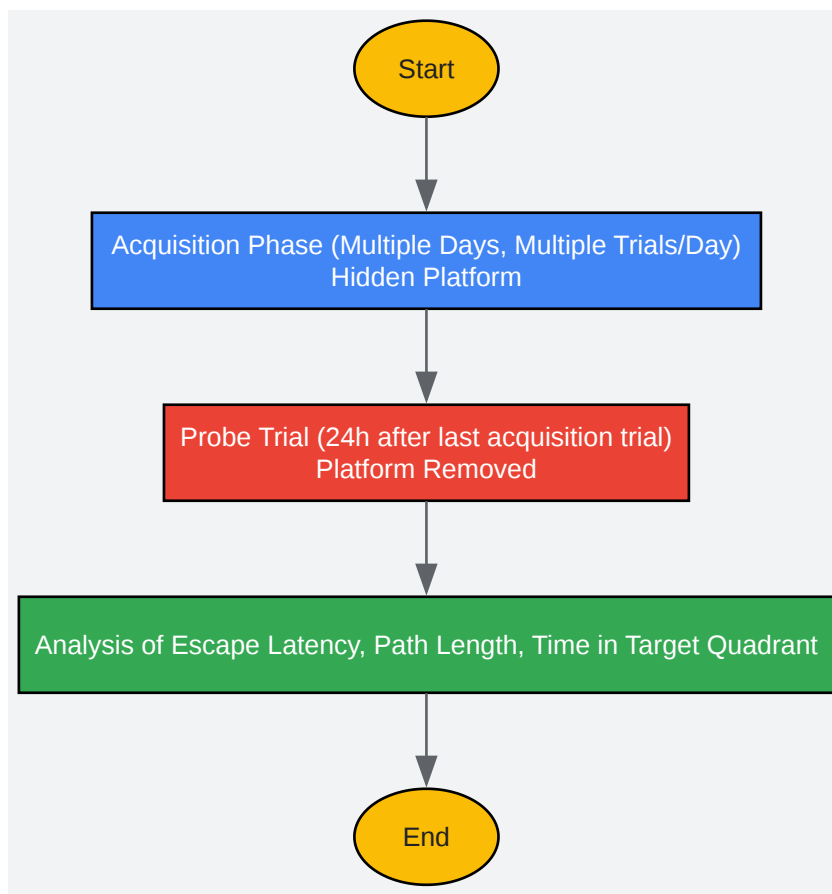 Start
Acquisition Phase (Multiple Days, Multiple Trials/Day)
Hidden Platform
Probe Trial (24h after last acquisition trial)
Platform Removed
Analysis of Escape Latency, Path Length, Time in Target Quadrant
End